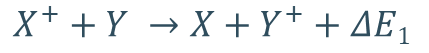 X⁺ + Y → X + Y⁺ + ΔE₁